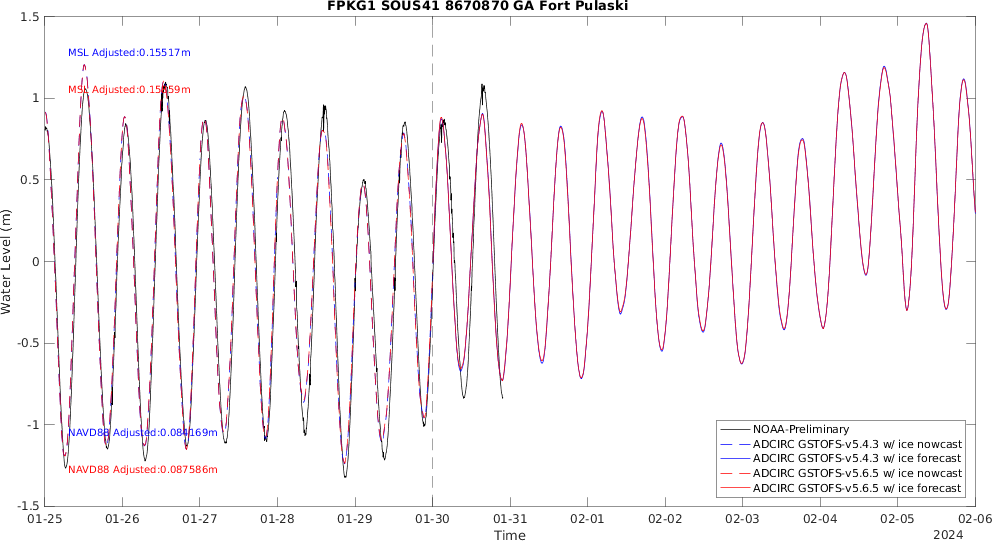 FPKG1 SOUS41 8670870 GA Fort Pulaski
1.5
1
0.5
0
-0.5
-1
-1.5
Water Level (m)
MSL Adjusted:0.15517m
MSL
NAVD88 Adjusted:0.084169m
NAVD88 Adjusted:0.087586m
NOAA-Preliminary
ADCIRC GSTOFS-v5.4.3 w/ ice nowcast
ADCIRC GSTOFS-v5.4.3 w/ ice forecast
ADCIRC GSTOFS-v5.6.5 w/ ice nowcast
ADCIRC GSTOFS-v5.6.5 w/ ice forecast
01-25 01-26 01-27 01-28 01-29 01-30 01-31 02-01 02-02 02-03 02-04 02-05 02-06
Time
2024